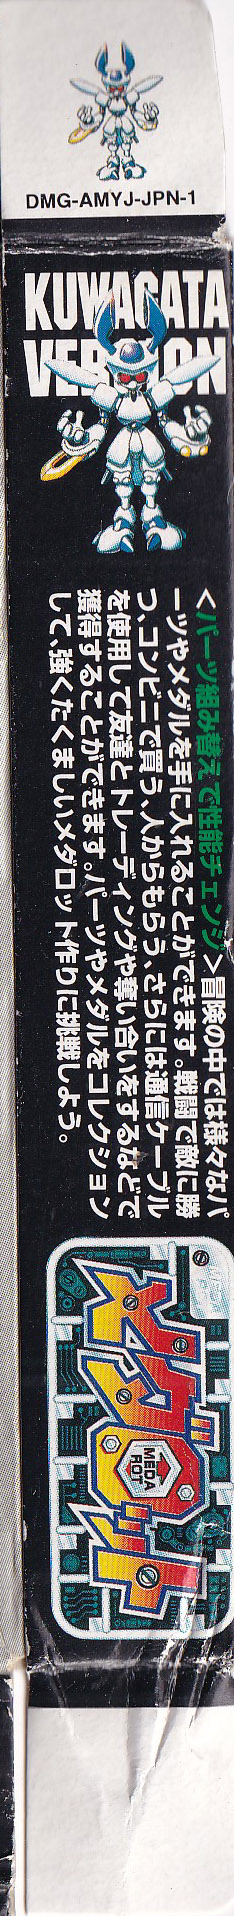 DMG-AMYJ-JPN-1
KUWAGATA
VERSION
<パーツ組み替えで性能チェンジ>冒険の中では様々なパ
ーツやメダルを手に入れることができます。戦闘で敵に勝
つ、コンビニで買う、人からもらう、さらには通信ケーブル
を使用して友達とトレーディングや奪い合いをするなどで
獲得することができます。パーツやメダルをコレクション
して、強くたくましいメダロット作りに挑戦しよう。
メダロット
MEDA
ROT